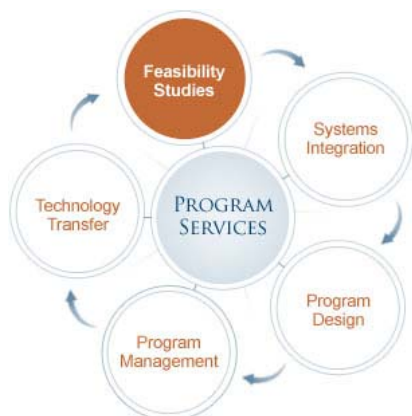 Feasibility
Studies
Systems
Integration
Technology
Transfer
PROGRAM
SERVICES
Program
Design
Program
Management